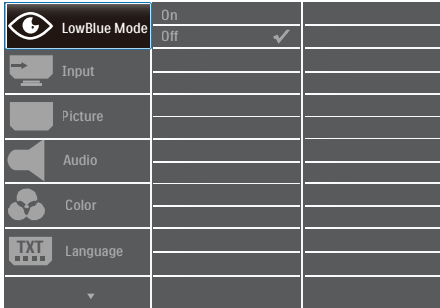 LowBlue Mode
On
Off
Input
Picture
Audio
Color
TXT
Language